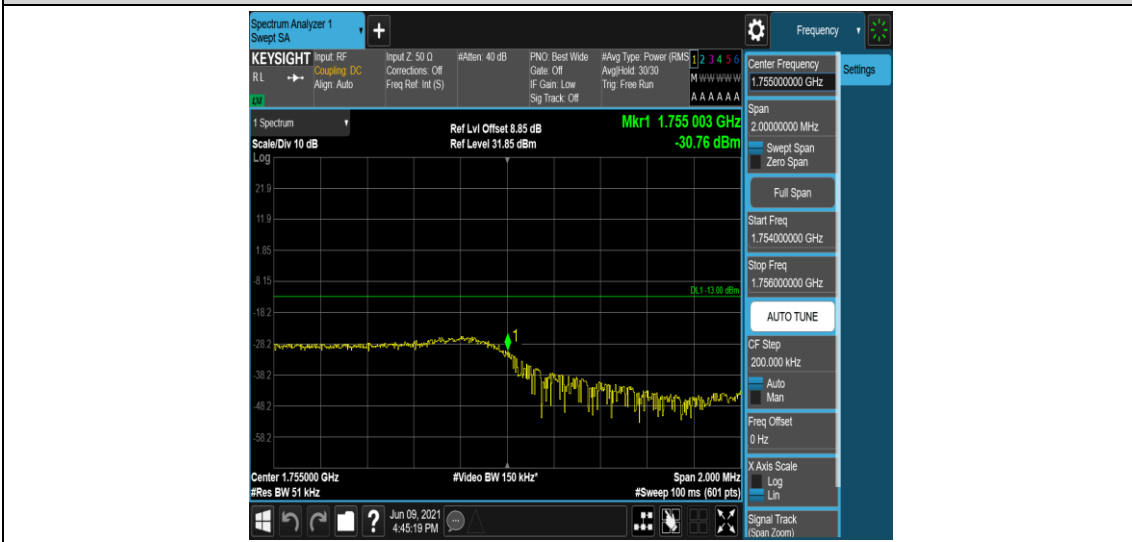 Spectrum Analyzer 1
Swept SA
+
Frequency
KEYSIGHT
RL
LXI
Input: RF
Coupling: DC
Align: Auto
Input Z: 50 Ω
Corrections: Off
Freq Ref: Int (S)
#Atten: 40 dB
PNO: Best Wide
Gate: Off
IF Gain: Low
Sig Track: Off
#Avg Type: Power (RMS
Avg|Hold: 30/30
Trig: Free Run
1 2 3 4 5 6
M W W W W W
A A A A A A
Center Frequency
1.755000000 GHz
Settings
Span
2.00000000 MHz
Swept Span
Zero Span
Full Span
Start Freq
1.754000000 GHz
Stop Freq
1.756000000 GHz
AUTO TUNE
CF Step
200.000 kHz
Auto
Man
Freq Offset
0 Hz
X Axis Scale
Log
Lin
Signal Track
(Span Zoom)
1 Spectrum
Scale/Div 10 dB
Log
Ref Lvl Offset 8.85 dB
Ref Level 31.85 dBm
Mkr1 1.755 003 GHz
-30.76 dBm
21.9
11.9
1.85
-8.15
DL1 -13.00 dBm
-18.2
-28.2
1
-38.2
-48.2
-58.2
Center 1.755000 GHz
#Res BW 51 kHz
#Video BW 150 kHz*
Span 2.000 MHz
#Sweep 100 ms (601 pts)
?
Jun 09, 2021
4:45:19 PM